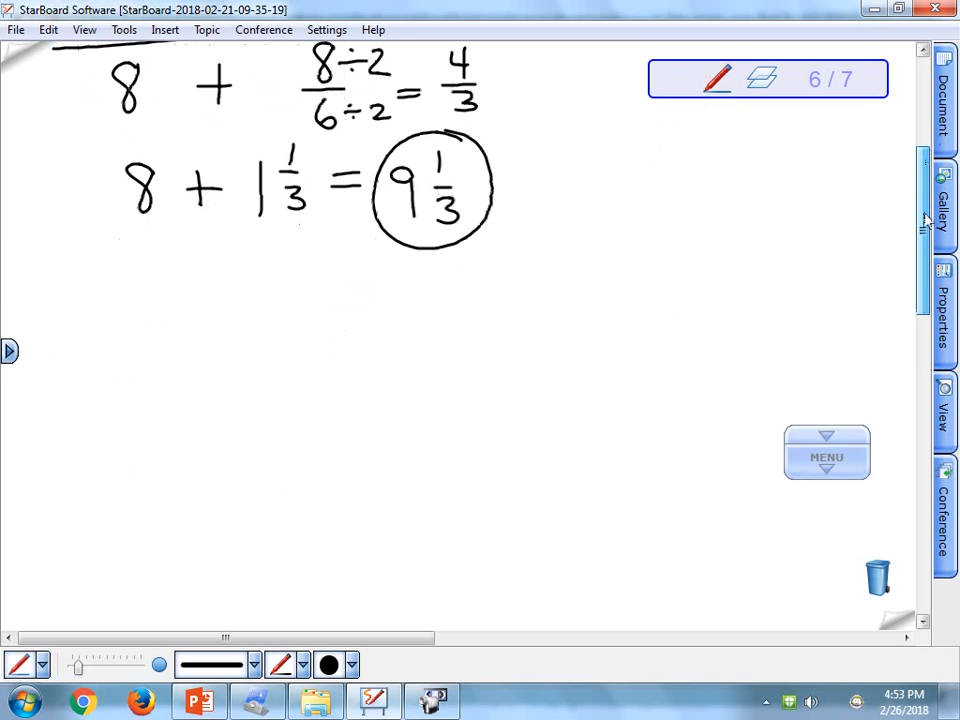 StarBoard Software [StarBoard-2018-02-21-09-35-19]
File Edit View Tools Insert Topic Conference Settings Help
8 + 8÷2/6÷2 = 4/3
8 + 1 1/3 = 9 1/3
6 / 7
Document
Gallery
Properties
View
Conference
MENU
4:53 PM
2/26/2018